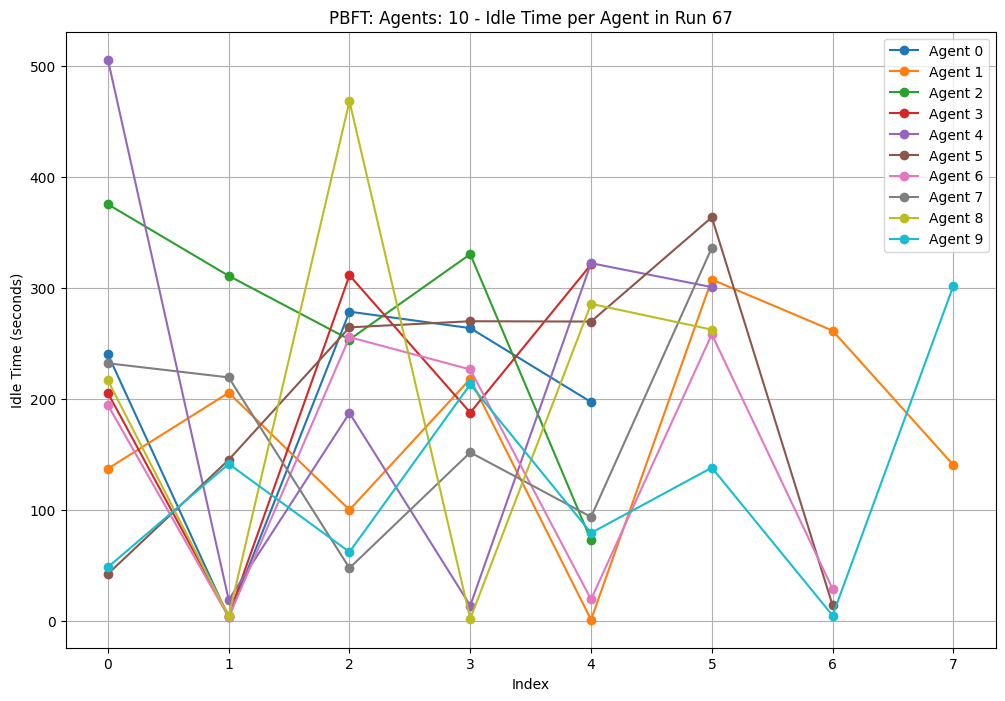 PBFT: Agents: 10 - Idle Time per Agent in Run 67
Agent 0
Agent 1
Agent 2
Agent 3
Agent 4
Agent 5
Agent 6
Agent 7
Agent 8
Agent 9
Idle Time (seconds)
500
400
300
200
100
0
0 1 2 3 4 5 6 7
Index